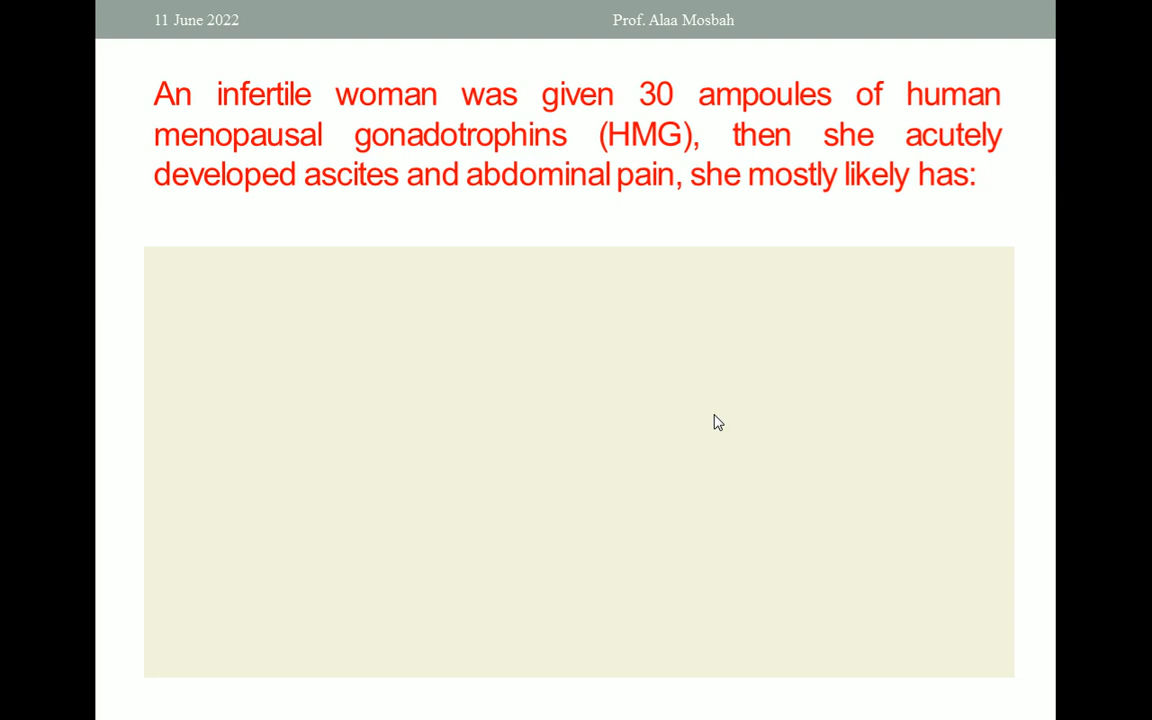 11 June 2022 Prof. Alaa Mosbah
An infertile woman was given 30 ampoules of human
menopausal gonadotrophins (HMG), then she acutely
developed ascites and abdominal pain, she mostly likely has: